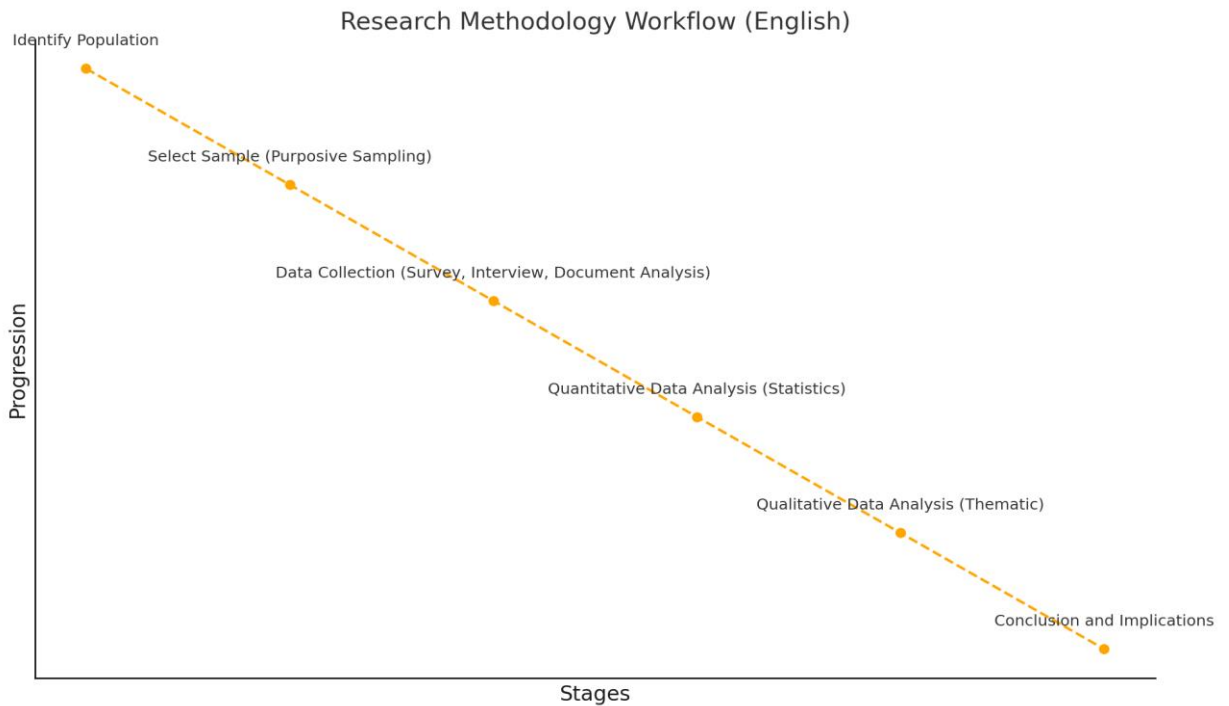 Research Methodology Workflow (English)
Identify Population
Select Sample (Purposive Sampling)
Data Collection (Survey, Interview, Document Analysis)
Quantitative Data Analysis (Statistics)
Qualitative Data Analysis (Thematic)
Conclusion and Implications
Progression
Stages